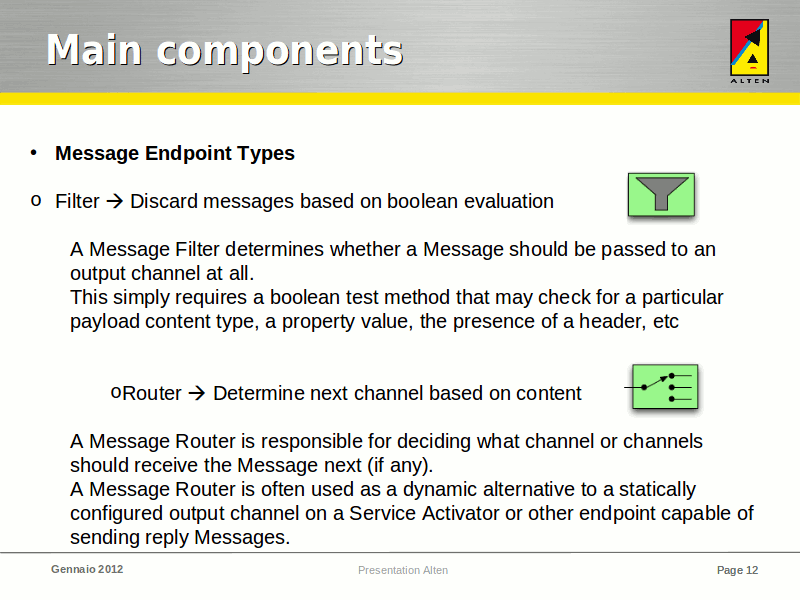 Main components
ALTEN
• Message Endpoint Types
o Filter → Discard messages based on boolean evaluation
A Message Filter determines whether a Message should be passed to an
output channel at all.
This simply requires a boolean test method that may check for a particular
payload content type, a property value, the presence of a header, etc
oRouter → Determine next channel based on content
A Message Router is responsible for deciding what channel or channels
should receive the Message next (if any).
A Message Router is often used as a dynamic alternative to a statically
configured output channel on a Service Activator or other endpoint capable of
sending reply Messages.
Gennaio 2012
Presentation Alten
Page 12